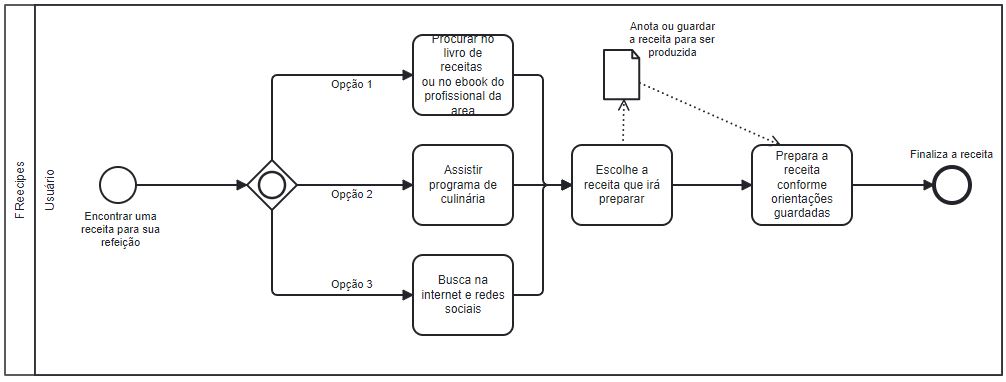 F Reecipes
Usuário
Encontrar uma
receita para sua
refeição
Opção 1
Opção 2
Opção 3
Procurar no
livro de
receitas
ou no ebook do
profissional da
area
Assistir
programa de
culinária
Busca na
internet e redes
sociais
Escolhe a
receita que irá
preparar
Anota ou guardar
a receita para ser
produzida
Prepara a
receita
conforme
orientações
guardadas
Finaliza a receita